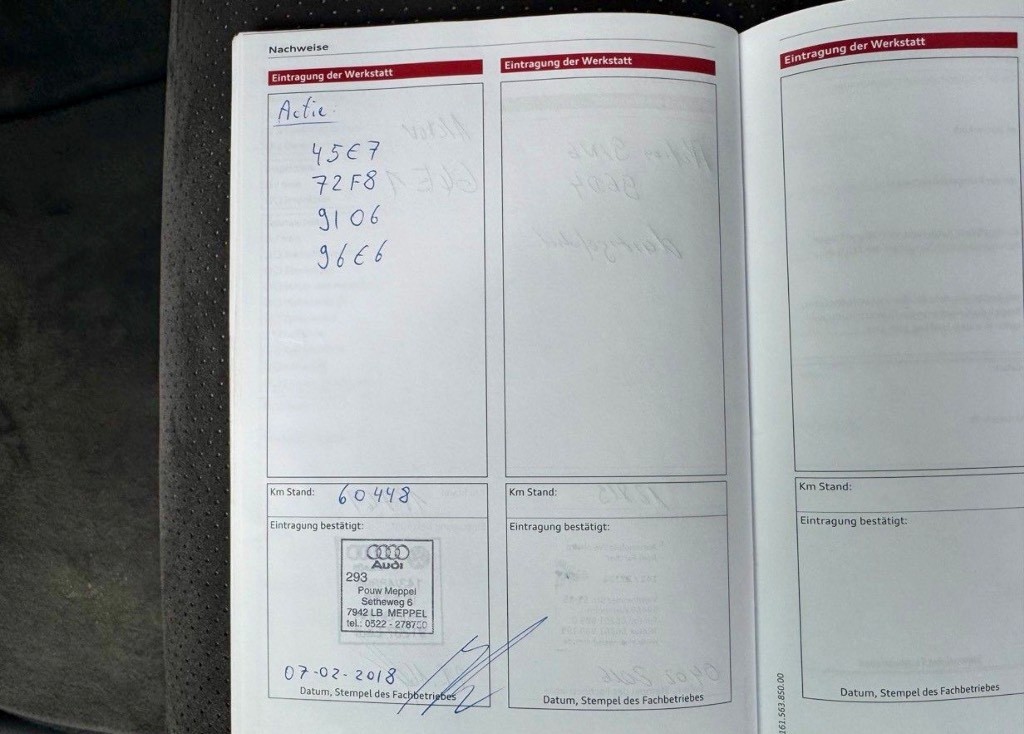 Nachweise
Eintragung der Werkstatt
Actie
45E7
72F8
9106
96E6
Km Stand: 60448
Eintragung bestätigt:
Audi
293
Pouw Meppel
Setheweg 6
7942 LB MEPPEL
tel.: 0522 - 278750
07-02-2018
Datum, Stempel des Fachbetriebes
Eintragung der Werkstatt
Km Stand:
Eintragung bestätigt:
Datum, Stempel des Fachbetriebes
Eintragung der Werkstatt
Km Stand:
Eintragung bestätigt:
Datum, Stempel des Fachbetriebes
161.563.850.00